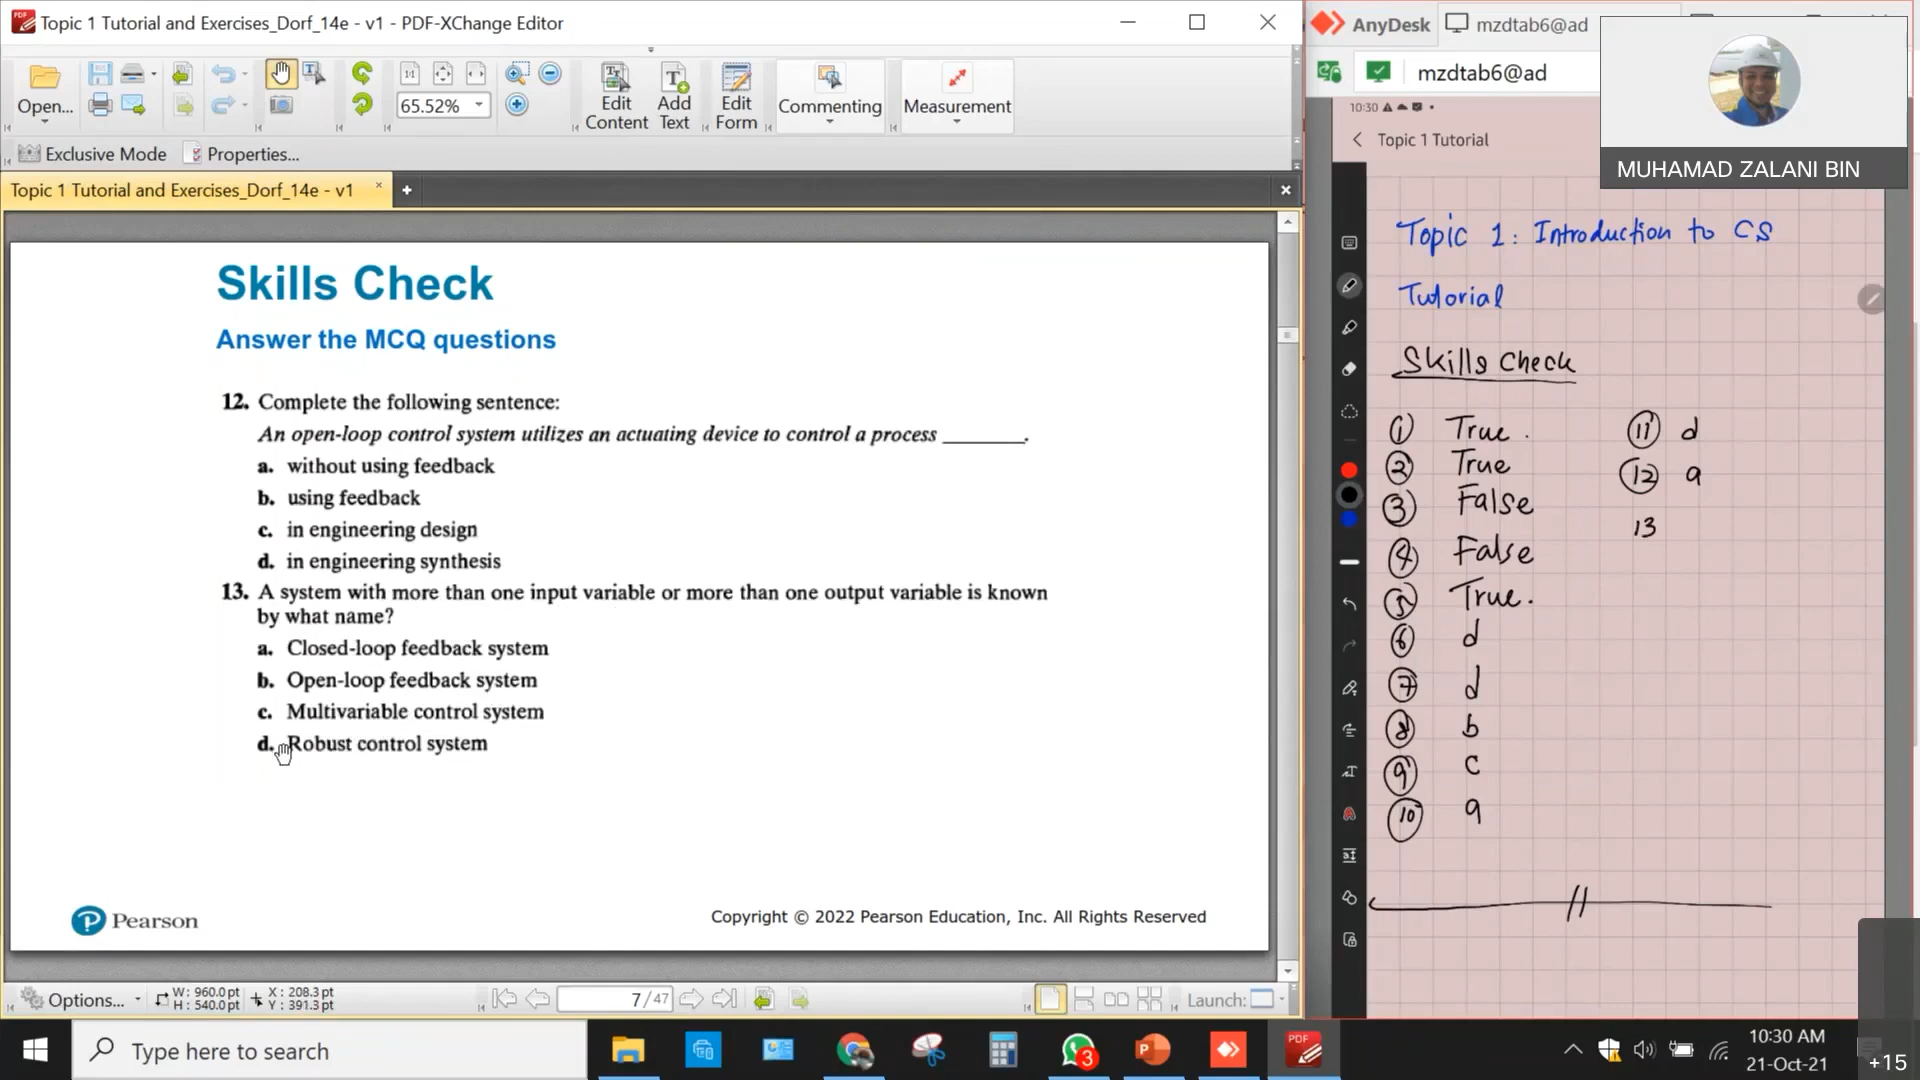 Topic 1 Tutorial and Exercises_Dorf_14e - v1 - PDF-XChange Editor
Open...
65.52%
Edit Content
Add Text
Edit Form
Commenting
Measurement
Exclusive Mode
Properties...
Topic 1 Tutorial and Exercises_Dorf_14e - v1
Skills Check
Answer the MCQ questions
12. Complete the following sentence:
An open-loop control system utilizes an actuating device to control a process ________.
a. without using feedback
b. using feedback
c. in engineering design
d. in engineering synthesis
13. A system with more than one input variable or more than one output variable is known
by what name?
a. Closed-loop feedback system
b. Open-loop feedback system
c. Multivariable control system
d. Robust control system
Pearson
Copyright © 2022 Pearson Education, Inc. All Rights Reserved
Options...
W: 960.0 pt
H: 540.0 pt
X: 208.3 pt
Y: 391.3 pt
7 / 47
Launch:
AnyDesk
mzdtab6@ad
mzdtab6@ad
MUHAMAD ZALANI BIN
10:30
Topic 1 Tutorial
Topic 1: Introduction to CS
Tutorial
Skills Check
1 True.
2 True
3 False
4 False
5 True.
6 d
7 d
8 b
9 c
10 a
11 d
12 a
13
Type here to search
3
PDF
10:30 AM
21-Oct-21
+15